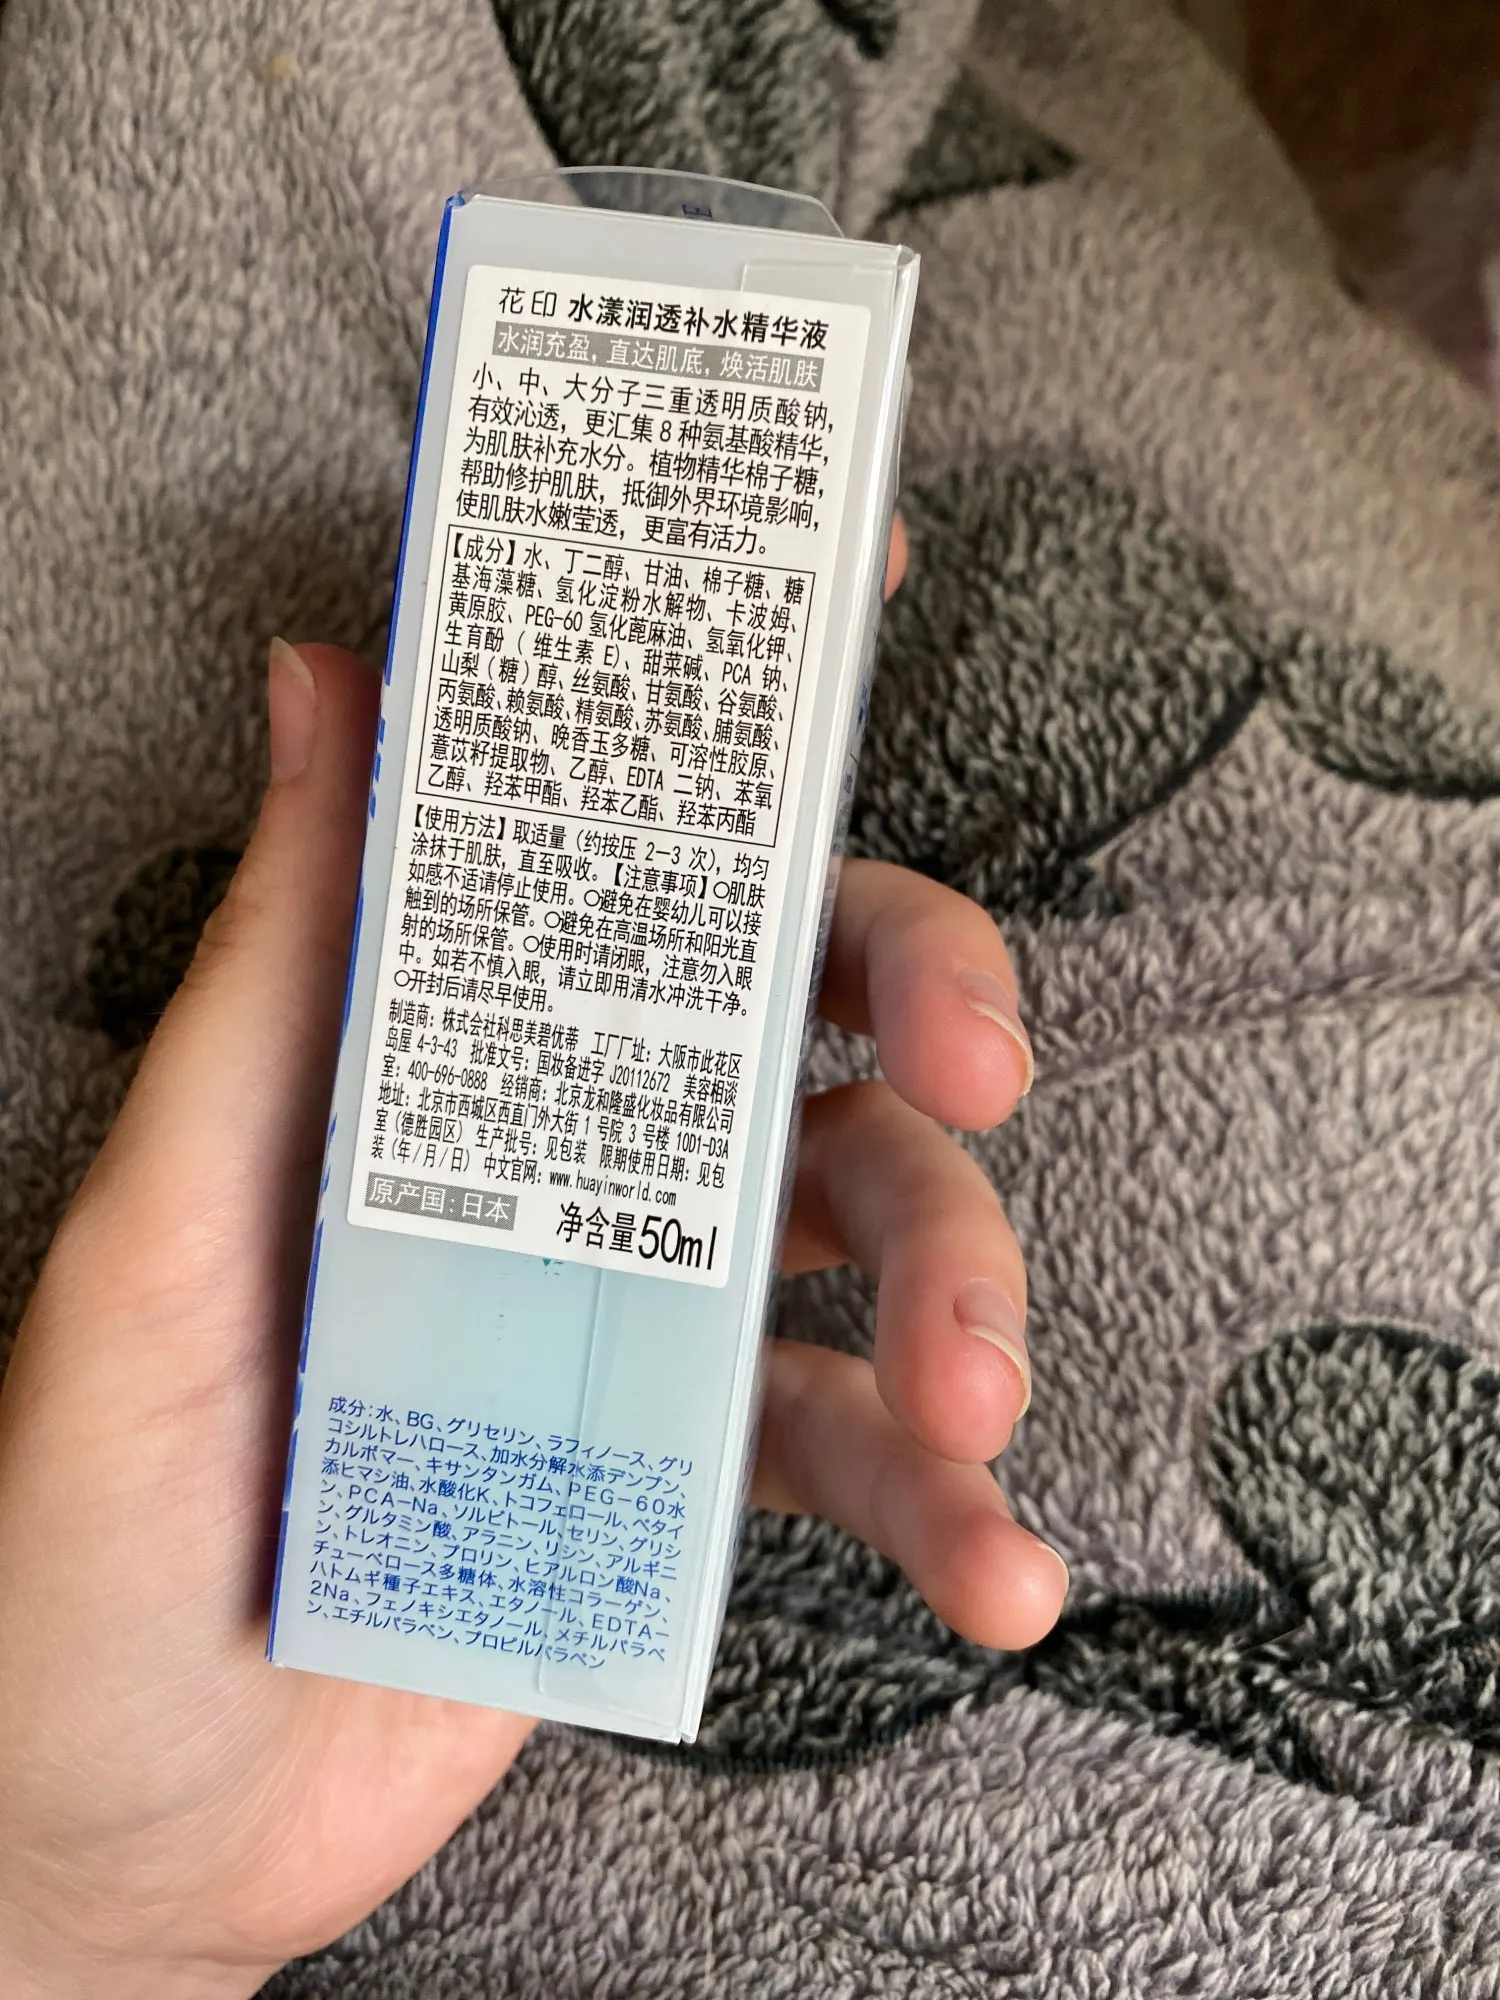 花印 水漾润透补水精华液
水润充盈, 直达肌底, 焕活肌肤
小、中、大分子三重透明质酸钠,
有效沁透，更汇集 8 种氨基酸精华,
为肌肤补充水分。植物精华棉子糖,
帮助修护肌肤，抵御外界环境影响,
使肌肤水嫩莹透，更富有活力。
【成分】水、丁二醇、甘油、棉子糖、糖
基海藻糖、氢化淀粉水解物、卡波姆、
黄原胶、PEG-60 氢化蓖麻油、氢氧化钾、
生育酚（维生素 E)、甜菜碱、PCA 钠、
山梨(糖)醇、丝氨酸、甘氨酸、谷氨酸、
丙氨酸、赖氨酸、精氨酸、苏氨酸、脯氨酸、
透明质酸钠、晚香玉多糖、可溶性胶原、
薏苡籽提取物、乙醇、EDTA 二钠、苯氧
乙醇、羟苯甲酯、羟苯乙酯、羟苯丙酯
【使用方法】取适量 (约按压 2—3 次)，均匀
涂抹于肌肤，直至吸收。【注意事项】○肌肤
如感不适请停止使用。○避免在婴幼儿可以接
触到的场所保管。○避免在高温场所和阳光直
射的场所保管。○使用时请闭眼，注意勿入眼
中。如若不慎入眼，请立即用清水冲洗干净。
○开封后请尽早使用。
制造商: 株式会社科思美碧优蒂 工厂厂址: 大阪市此花区
岛屋 4-3-43 批准文号: 国妆备进字 J20112672 美容相谈
室: 400-696-0888 经销商: 北京龙和隆盛化妆品有限公司
地址: 北京市西城区西直门外大街 1 号院 3 号楼 10D1-D3A
室 (德胜园区) 生产批号: 见包装 限期使用日期: 见包
装 (年/月/日) 中文官网: www.huayinworld.com
原产国:日本 净含量50ml
成分:水、BG、グリセリン、ラフィノース、グリ
コシルトレハロース、加水分解水添デンプン、
カルボマー、キサンタンガム、PEG－60水
添ヒマシ油、水酸化K、トコフェロール、ベタイ
ン、PCA－Na、ソルビトール、セリン、グリシ
ン、グルタミン酸、アラニン、リシン、アルギニ
ン、トレオニン、プロリン、ヒアルロン酸Na、
チューベロース多糖体、水溶性コラーゲン、
ハトムギ種子エキス、エタノール、EDTA－
2Na、フェノキシエタノール、メチルパラベ
ン、エチルパラベン、プロピルパラベン